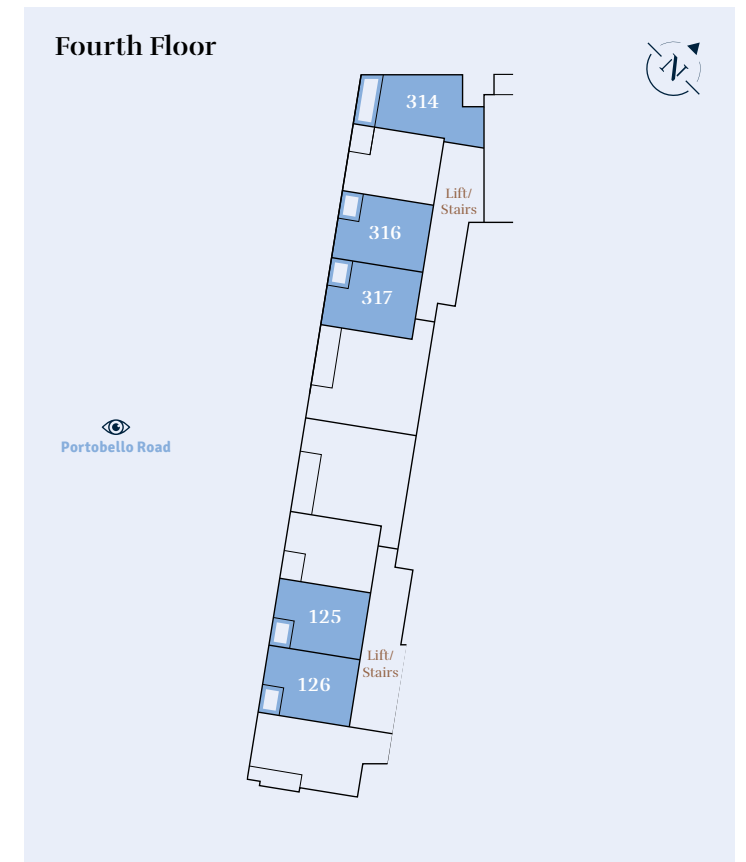 Fourth Floor
N
314
Lift/
Stairs
316
317
Portobello Road
125
Lift/
Stairs
126